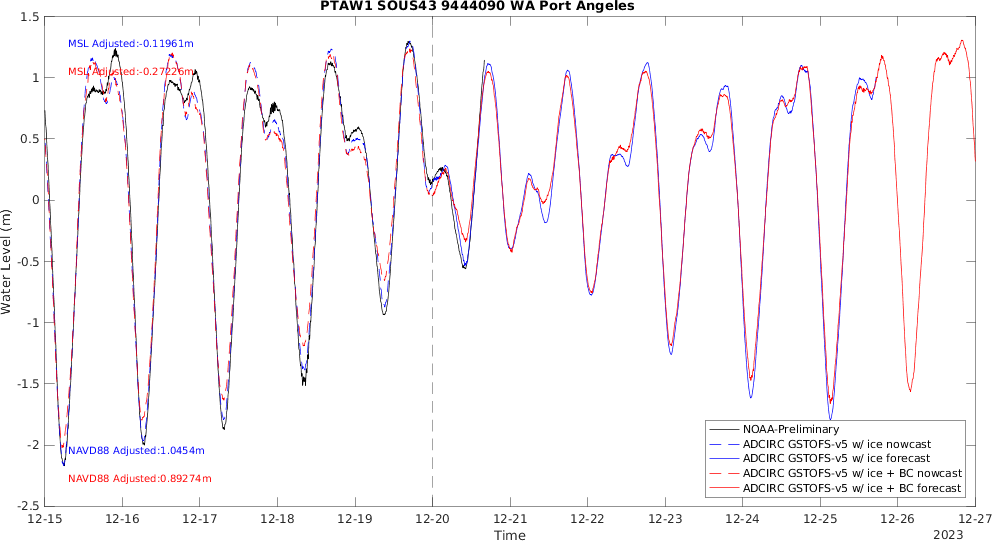 PTAW1 SOUS43 9444090 WA Port Angeles
1.5
MSL Adjusted:-0.11961m
MSL Adjusted:-0.27226m
1
0.5
0
-0.5
-1
-1.5
-2
-2.5
Water Level (m)
NAVD88 Adjusted:1.0454m
NAVD88 Adjusted:0.89274m
NOAA-Preliminary
ADCIRC GSTOFS-v5 w/ ice nowcast
ADCIRC GSTOFS-v5 w/ ice forecast
ADCIRC GSTOFS-v5 w/ ice + BC nowcast
ADCIRC GSTOFS-v5 w/ ice + BC forecast
12-15 12-16 12-17 12-18 12-19 12-20 12-21 12-22 12-23 12-24 12-25 12-26 12-27
Time
2023